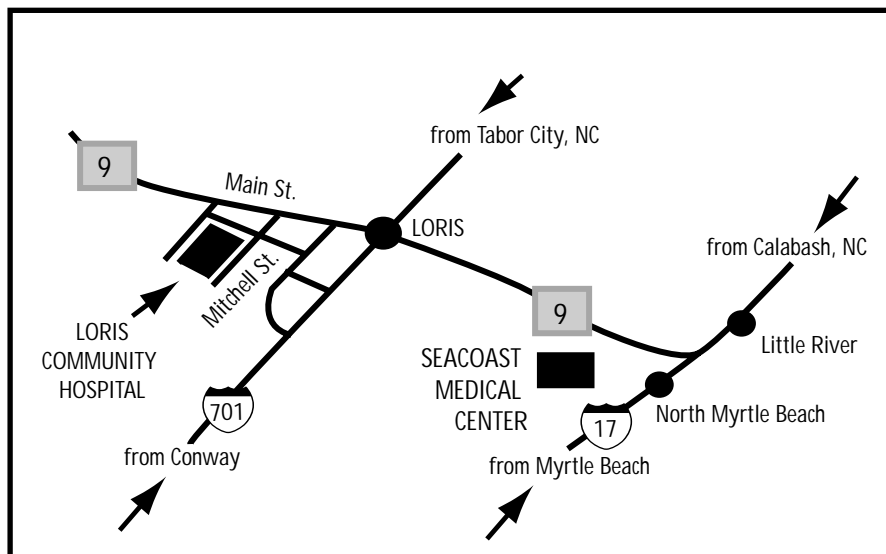 from Tabor City, NC
9
Main St.
LORIS
from Calabash, NC
Mitchell St.
9
LORIS
COMMUNITY
HOSPITAL
SEACOAST
MEDICAL
CENTER
Little River
701
North Myrtle Beach
17
from Conway
from Myrtle Beach